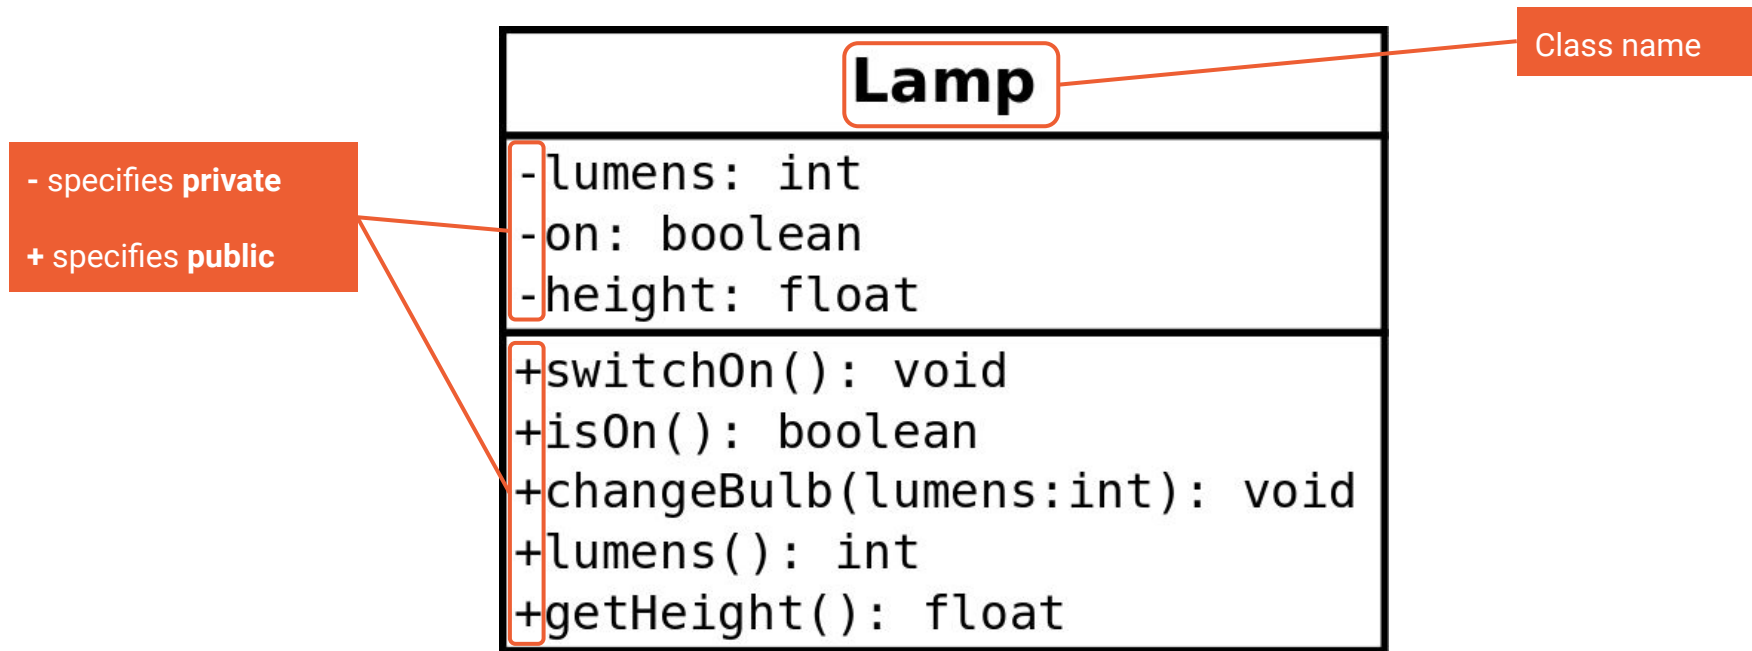 Class name
Lamp
- specifies private
+ specifies public
-lumens: int
-on: boolean
-height: float
+switchOn(): void
+isOn(): boolean
+changeBulb(lumens:int): void
+lumens(): int
+getHeight(): float